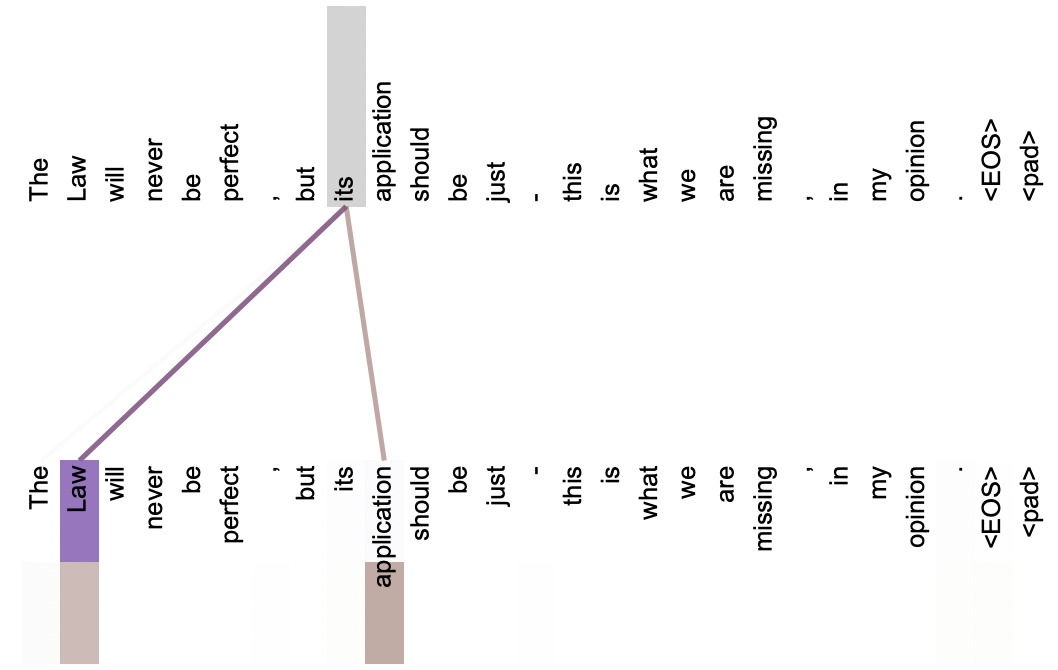 The Law will never be perfect , but its application should be just - this is what we are missing , in my opinion . <EOS> <pad>
The Law will never be perfect , but its application should be just - this is what we are missing , in my opinion . <EOS> <pad>